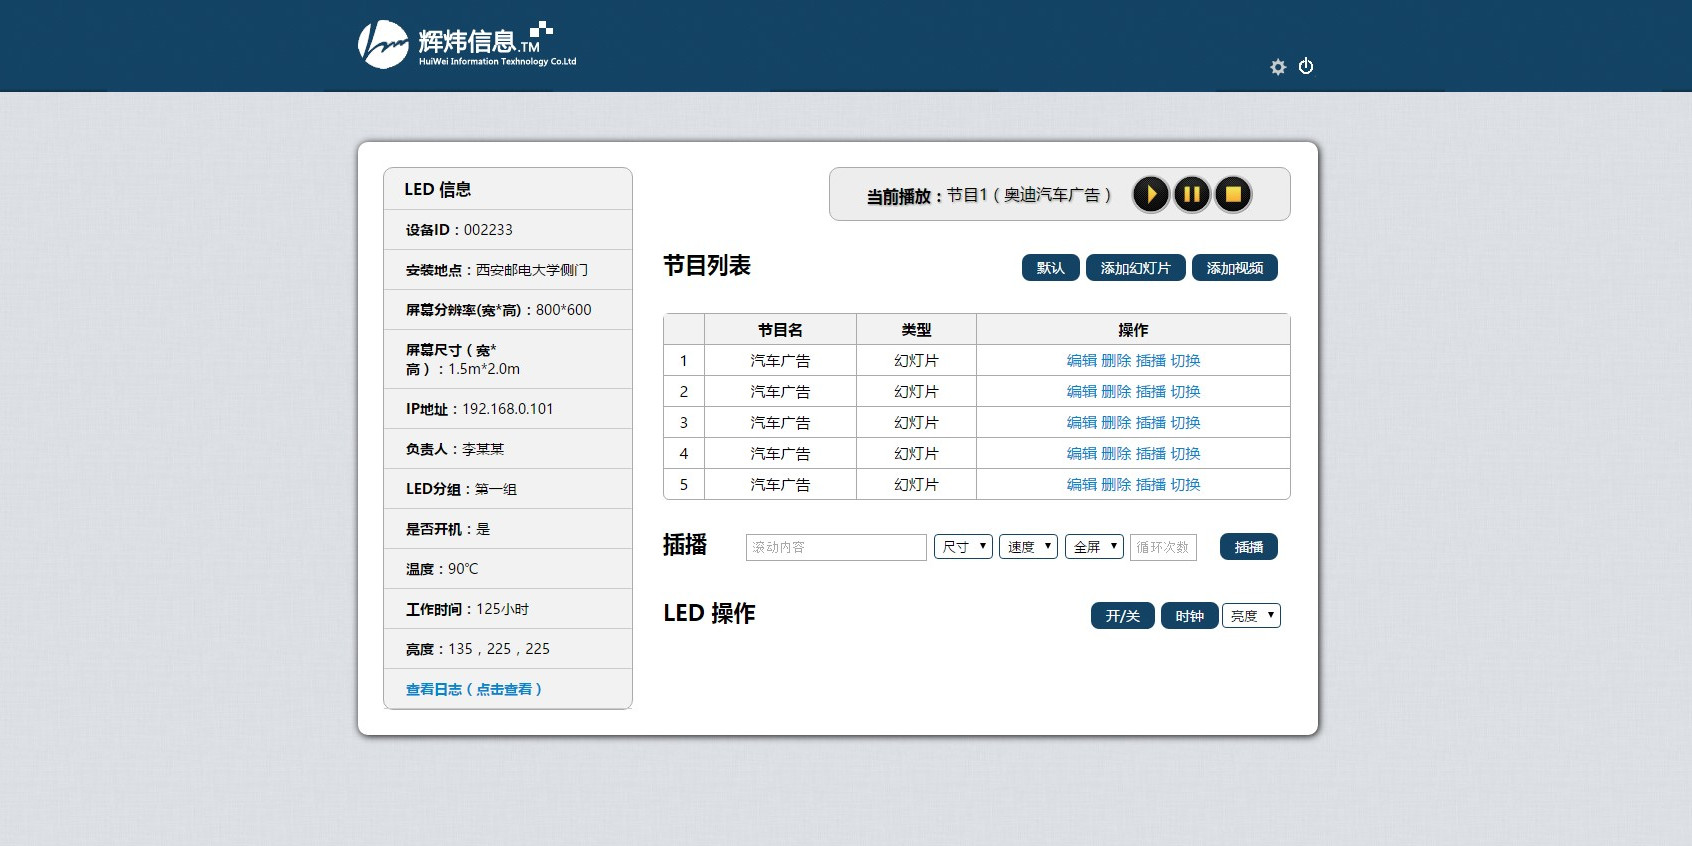 辉炜信息.TM
HuiWei Information Texhnology Co.Ltd
LED 信息
设备ID：002233
安装地点：西安邮电大学侧门
屏幕分辨率(宽*高)：800*600
屏幕尺寸（宽*
高）：1.5m*2.0m
IP地址：192.168.0.101
负责人：李某某
LED分组：第一组
是否开机：是
温度：90℃
工作时间：125小时
亮度：135，225，225
查看日志（点击查看）
当前播放：节目1（奥迪汽车广告）
节目列表
默认 添加幻灯片 添加视频
节目名 类型 操作
1 汽车广告 幻灯片 编辑 删除 插播 切换
2 汽车广告 幻灯片 编辑 删除 插播 切换
3 汽车广告 幻灯片 编辑 删除 插播 切换
4 汽车广告 幻灯片 编辑 删除 插播 切换
5 汽车广告 幻灯片 编辑 删除 插播 切换
插播 滚动内容 尺寸 速度 全屏 循环次数 插播
LED 操作 开/关 时钟 亮度